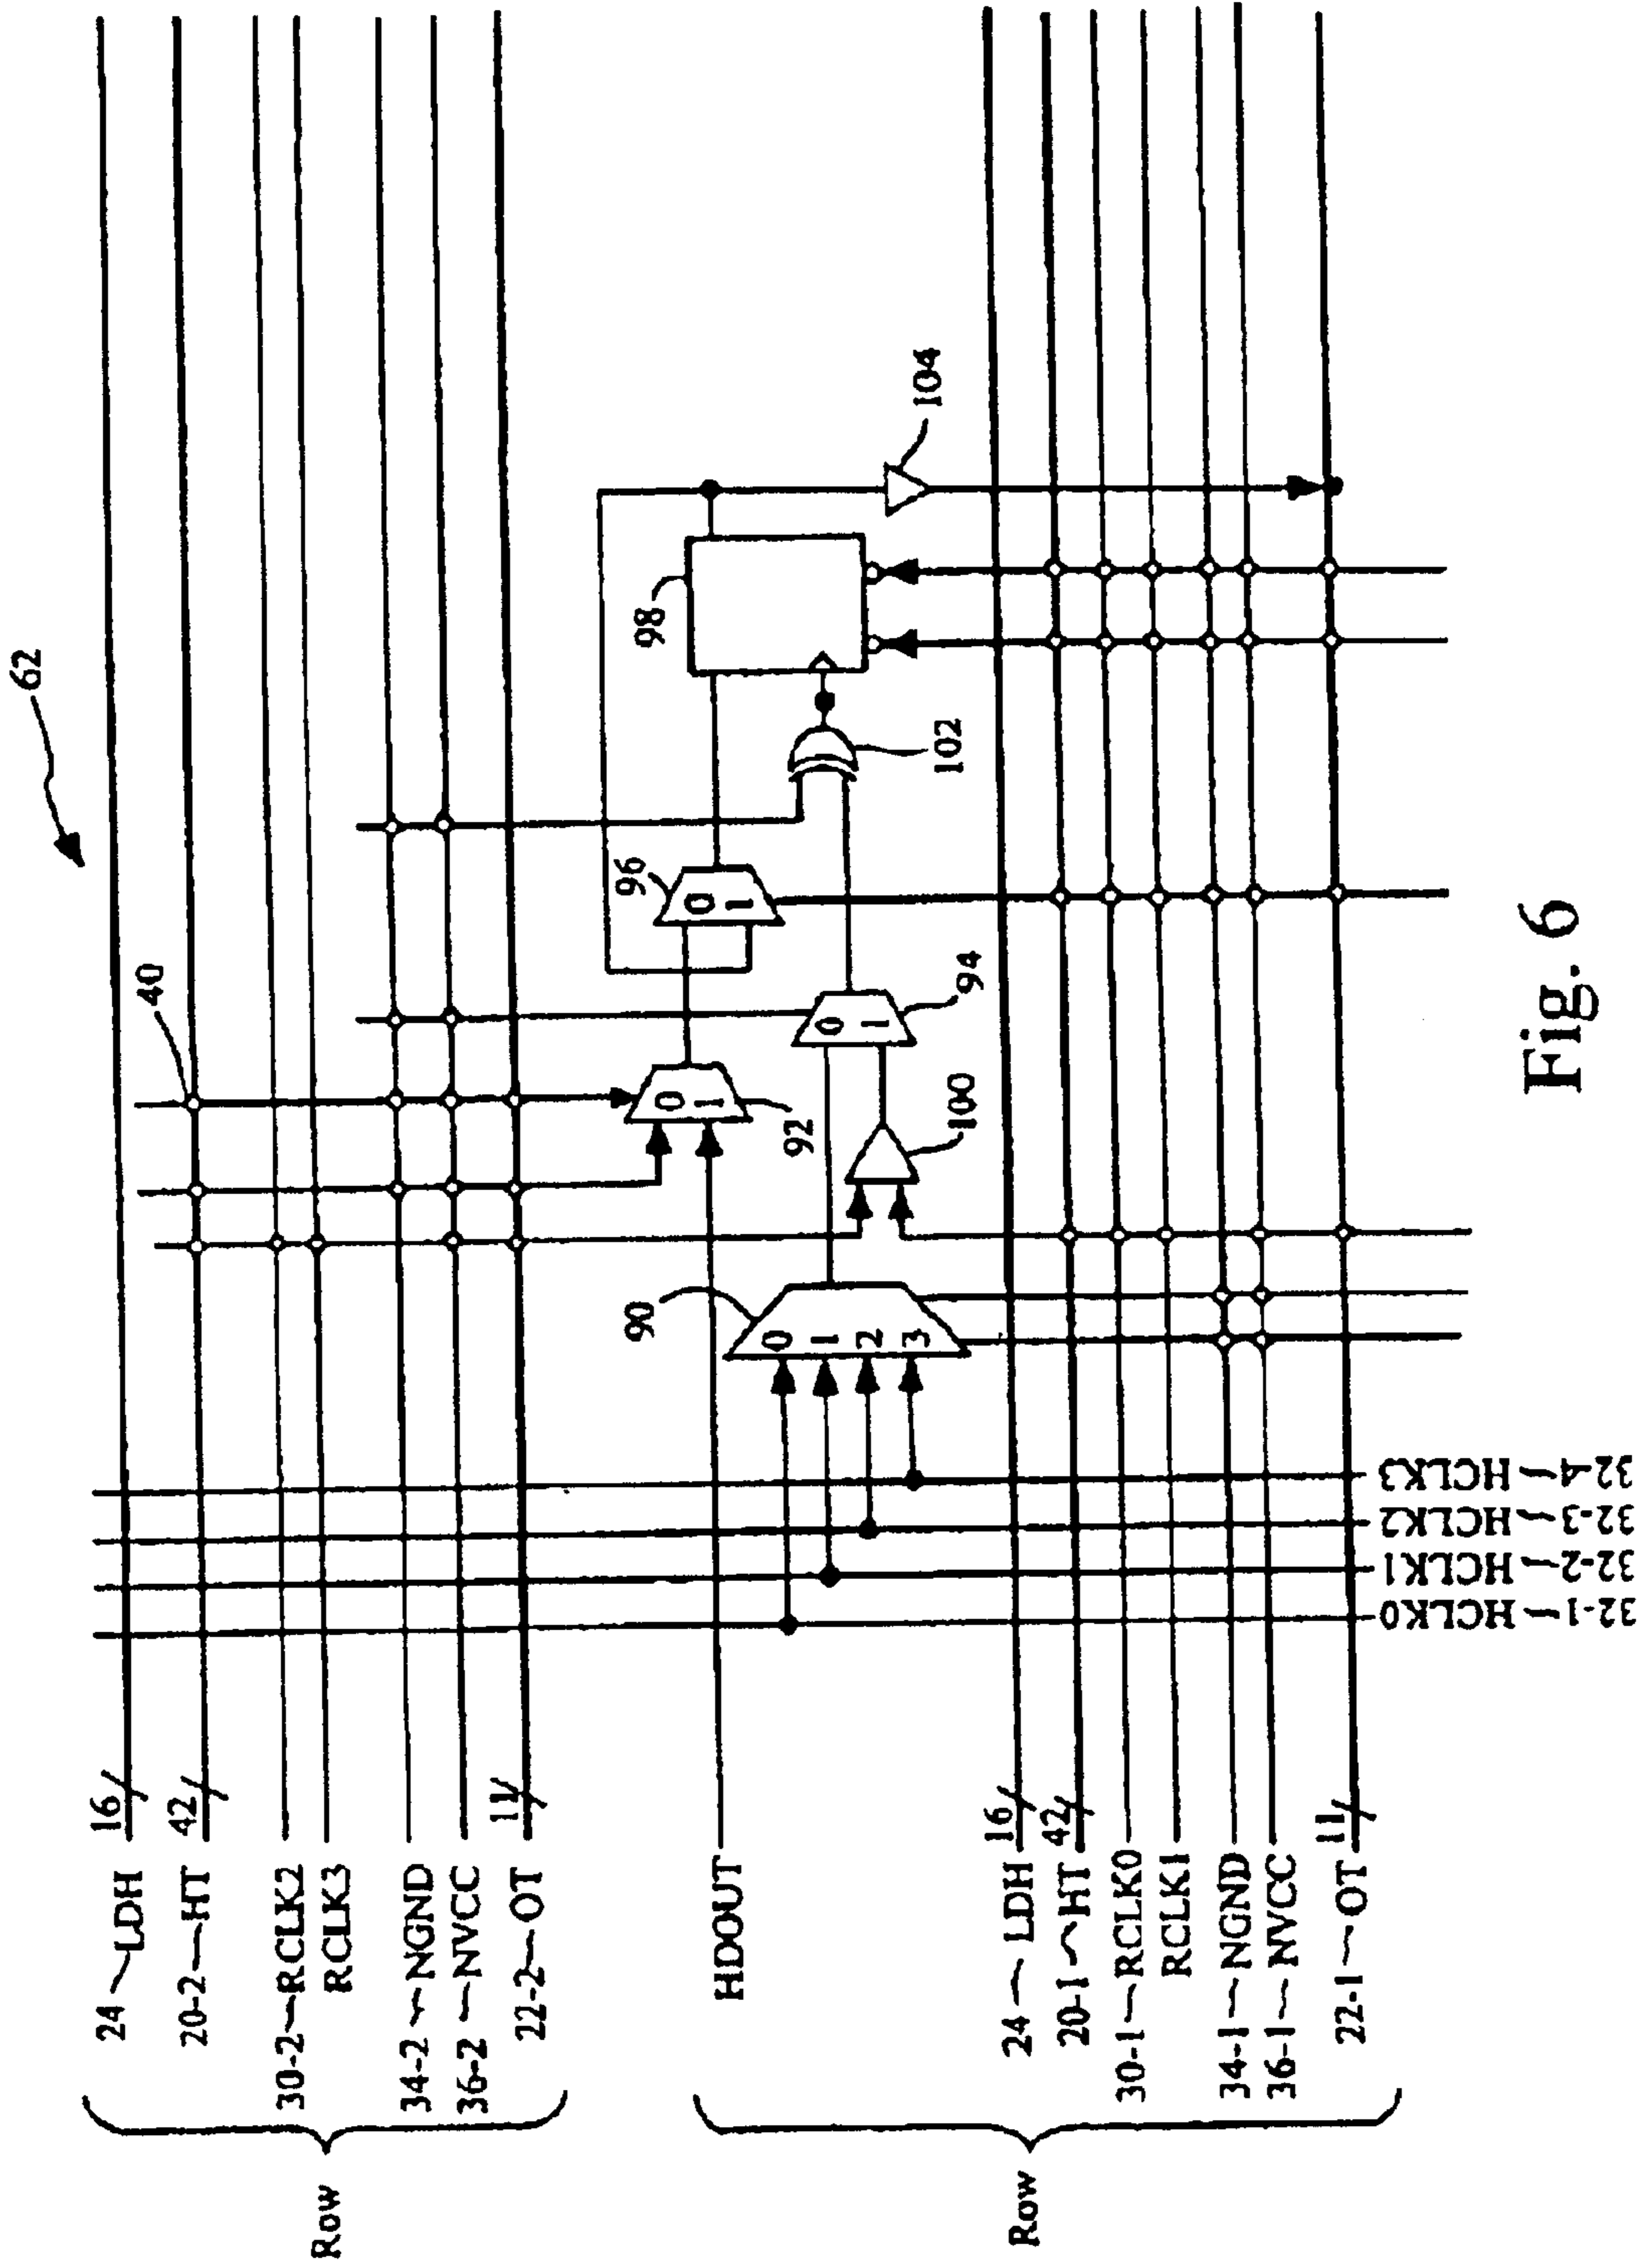 62
24 LDH 16
20-2 HT 42
30-2 RCLK2
RCLK3
34-2 NGND
36-2 NVCC
22-2 OT 11
Row
40
HDOUT
90
0
1
2
3
92
0
1
100
94
0
1
96
0
1
102
98
104
24 LDH 16
20-1 HT 42
30-1 RCLK0
RCLK1
34-1 NGND
36-1 NVCC
22-1 OT 11
Row
32-1 HCLK0
32-2 HCLK1
32-3 HCLK2
32-4 HCLK3
Fig. 6